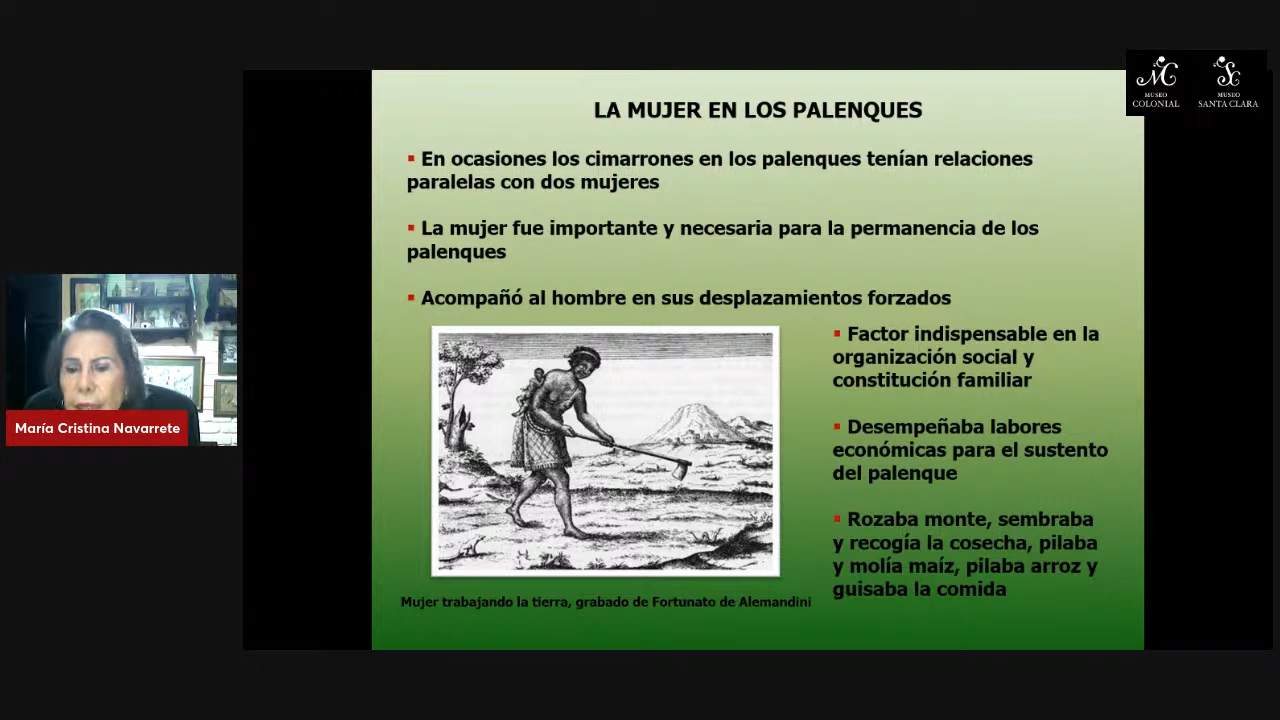 MUSEO
COLONIAL
MUSEO
SANTA CLARA
LA MUJER EN LOS PALENQUES
▪ En ocasiones los cimarrones en los palenques tenían relaciones
paralelas con dos mujeres
▪ La mujer fue importante y necesaria para la permanencia de los
palenques
▪ Acompañó al hombre en sus desplazamientos forzados
▪ Factor indispensable en la
organización social y
constitución familiar
▪ Desempeñaba labores
económicas para el sustento
del palenque
▪ Rozaba monte, sembraba
y recogía la cosecha, pilaba
y molía maíz, pilaba arroz y
guisaba la comida
Mujer trabajando la tierra, grabado de Fortunato de Alemandini
María Cristina Navarrete